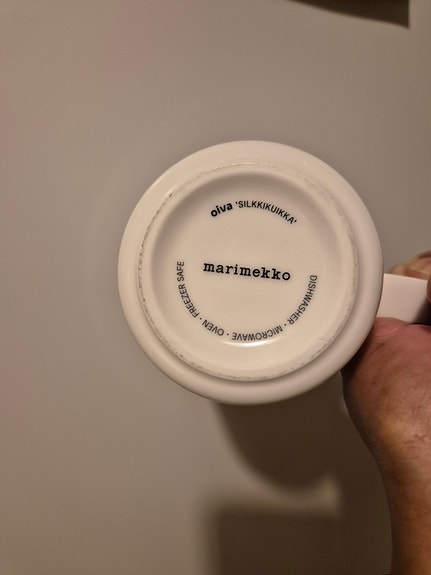 oiva 'SILKKIKUIKKA'
marimekko
DISHWASHER · MICROWAVE · OVEN · FREEZER SAFE